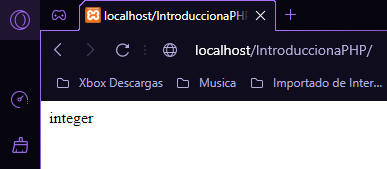 localhost/IntroduccionaPHP/
localhost/IntroduccionaPHP/
Xbox Descargas
Musica
Importado de Inter...
integer